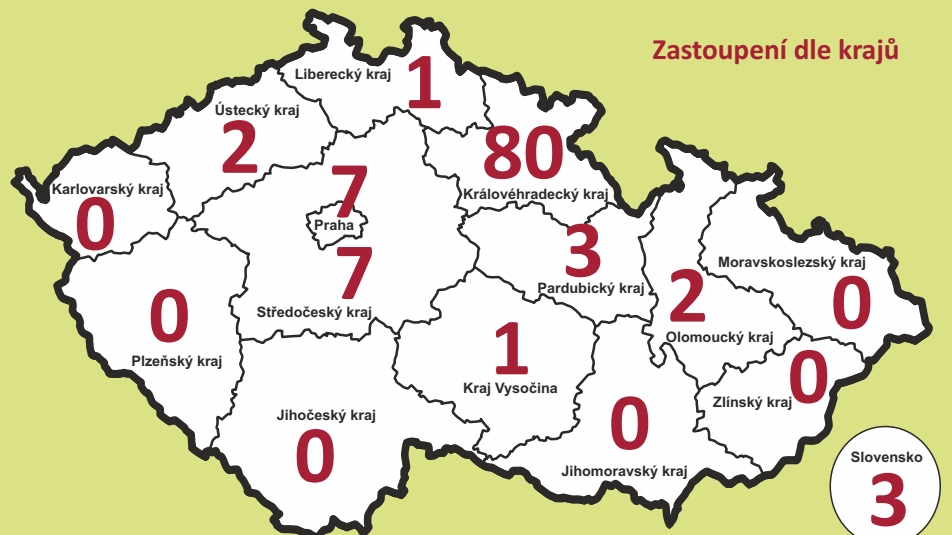 Zastoupení dle krajů
Liberecký kraj
1
Ústecký kraj
2
80
Královéhradecký kraj
Karlovarský kraj
0
7
Praha
7
Středočeský kraj
3
Pardubický kraj
Moravskoslezský kraj
0
2
Olomoucký kraj
0
Plzeňský kraj
1
Kraj Vysočina
0
Zlínský kraj
Jihočeský kraj
0
0
Jihomoravský kraj
Slovensko
3